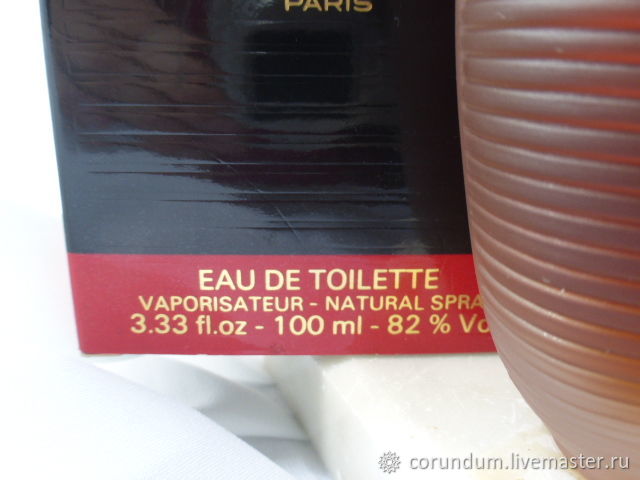 PARIS
EAU DE TOILETTE
VAPORISATEUR - NATURAL SPRA
3.33 fl.oz - 100 ml - 82 % Vo
corundum.livemaster.ru